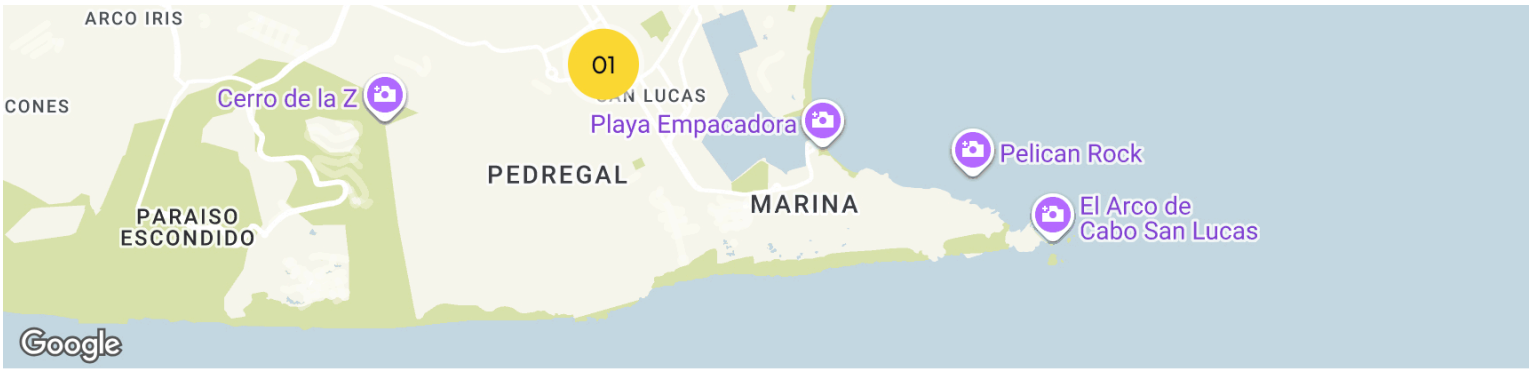 ARCO IRIS
01
CONES
Cerro de la Z
SAN LUCAS
Playa Empacadora
PEDREGAL
Pelican Rock
MARINA
El Arco de
Cabo San Lucas
PARAISO
ESCONDIDO
Google